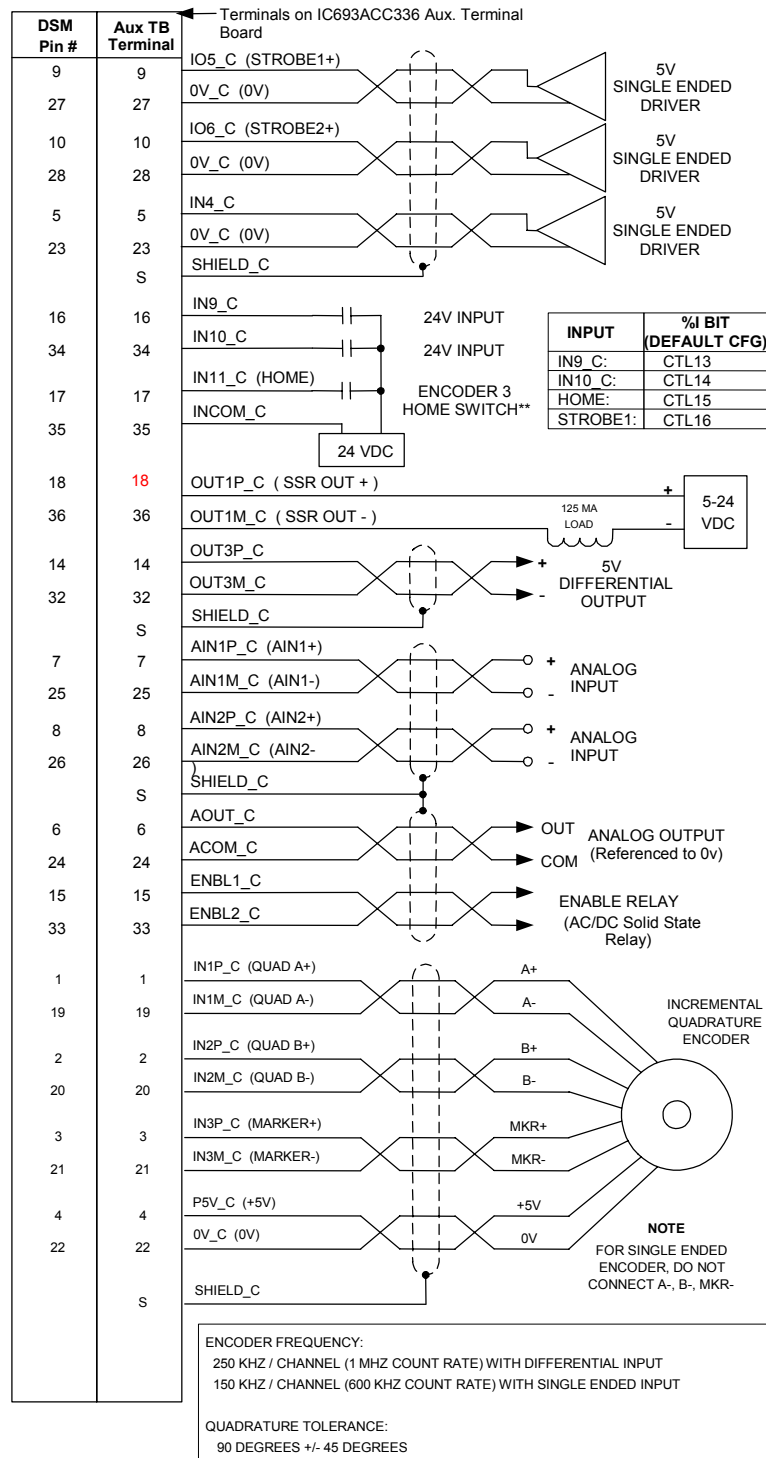 Terminals on IC693ACC336 Aux. Terminal
Board
DSM
Pin #
Aux TB
Terminal
9 9 IO5_C (STROBE1+)
27 27 0V_C (0V)
5V
SINGLE ENDED
DRIVER
10 10 IO6_C (STROBE2+)
28 28 0V_C (0V)
5V
SINGLE ENDED
DRIVER
5 5 IN4_C
23 23 0V_C (0V)
5V
SINGLE ENDED
DRIVER
S SHIELD_C
16 16 IN9_C 24V INPUT
34 34 IN10_C 24V INPUT
17 17 IN11_C (HOME)
ENCODER 3
HOME SWITCH**
35 35 INCOM_C
24 VDC
INPUT %I BIT
(DEFAULT CFG)
IN9_C: CTL13
IN10_C: CTL14
HOME: CTL15
STROBE1: CTL16
18 18 OUT1P_C ( SSR OUT + ) +
36 36 OUT1M_C ( SSR OUT - ) -
125 MA
LOAD
5-24
VDC
14 14 OUT3P_C +
32 32 OUT3M_C -
5V
DIFFERENTIAL
OUTPUT
S SHIELD_C
7 7 AIN1P_C (AIN1+) +
25 25 AIN1M_C (AIN1-) -
ANALOG
INPUT
8 8 AIN2P_C (AIN2+) +
26 26 AIN2M_C (AIN2- -
)
ANALOG
INPUT
S SHIELD_C
6 6 AOUT_C OUT
24 24 ACOM_C COM
ANALOG OUTPUT
(Referenced to 0v)
15 15 ENBL1_C
33 33 ENBL2_C
ENABLE RELAY
(AC/DC Solid State
Relay)
1 1 IN1P_C (QUAD A+) A+
19 19 IN1M_C (QUAD A-) A-
INCREMENTAL
QUADRATURE
ENCODER
2 2 IN2P_C (QUAD B+) B+
20 20 IN2M_C (QUAD B-) B-
3 3 IN3P_C (MARKER+) MKR+
21 21 IN3M_C (MARKER-) MKR-
4 4 P5V_C (+5V) +5V
22 22 0V_C (0V) 0V
NOTE
FOR SINGLE ENDED
ENCODER, DO NOT
CONNECT A-, B-, MKR-
S SHIELD_C
ENCODER FREQUENCY:
250 KHZ / CHANNEL (1 MHZ COUNT RATE) WITH DIFFERENTIAL INPUT
150 KHZ / CHANNEL (600 KHZ COUNT RATE) WITH SINGLE ENDED INPUT
QUADRATURE TOLERANCE:
90 DEGREES +/- 45 DEGREES